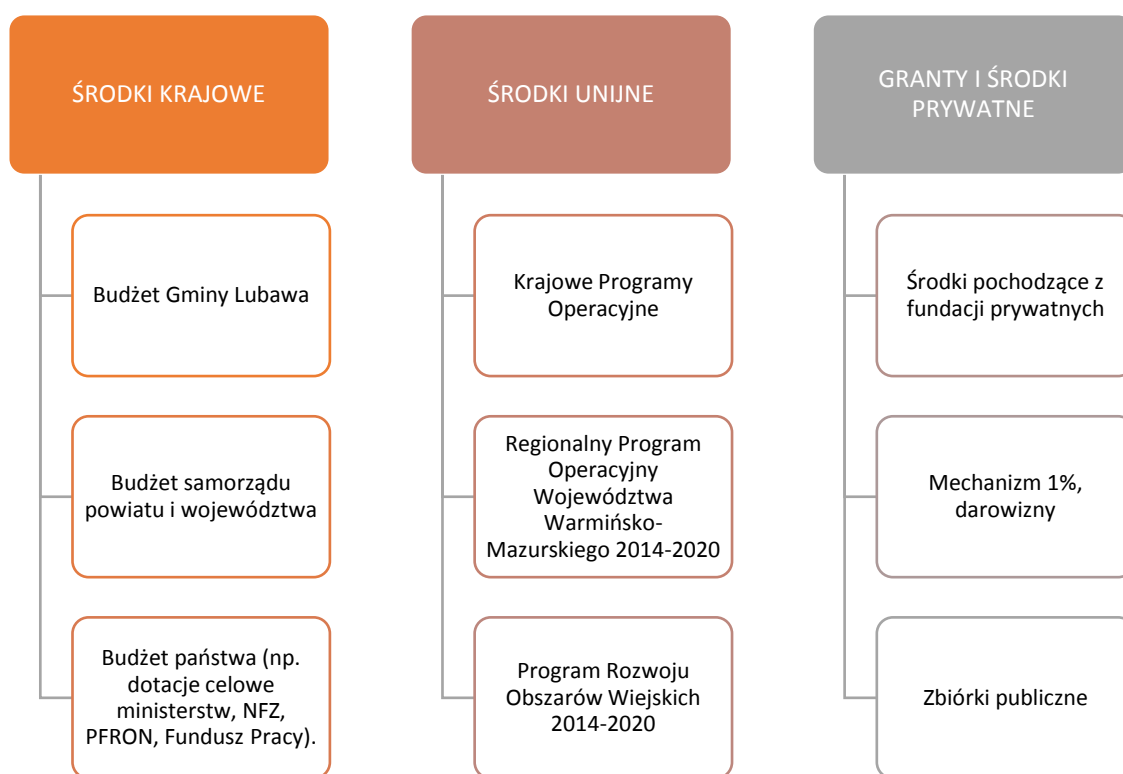 ŚRODKI KRAJOWE
Budżet Gminy Lubawa
Budżet samorządu
powiatu i województwa
Budżet państwa (np.
dotacje celowe
ministerstw, NFZ,
PFRON, Fundusz Pracy).
ŚRODKI UNIJNE
Krajowe Programy
Operacyjne
Regionalny Program
Operacyjny
Województwa
Warmińsko-
Mazurskiego 2014-2020
Program Rozwoju
Obszarów Wiejskich
2014-2020
GRANTY I ŚRODKI
PRYWATNE
Środki pochodzące z
fundacji prywatnych
Mechanizm 1%,
darowizny
Zbiórki publiczne